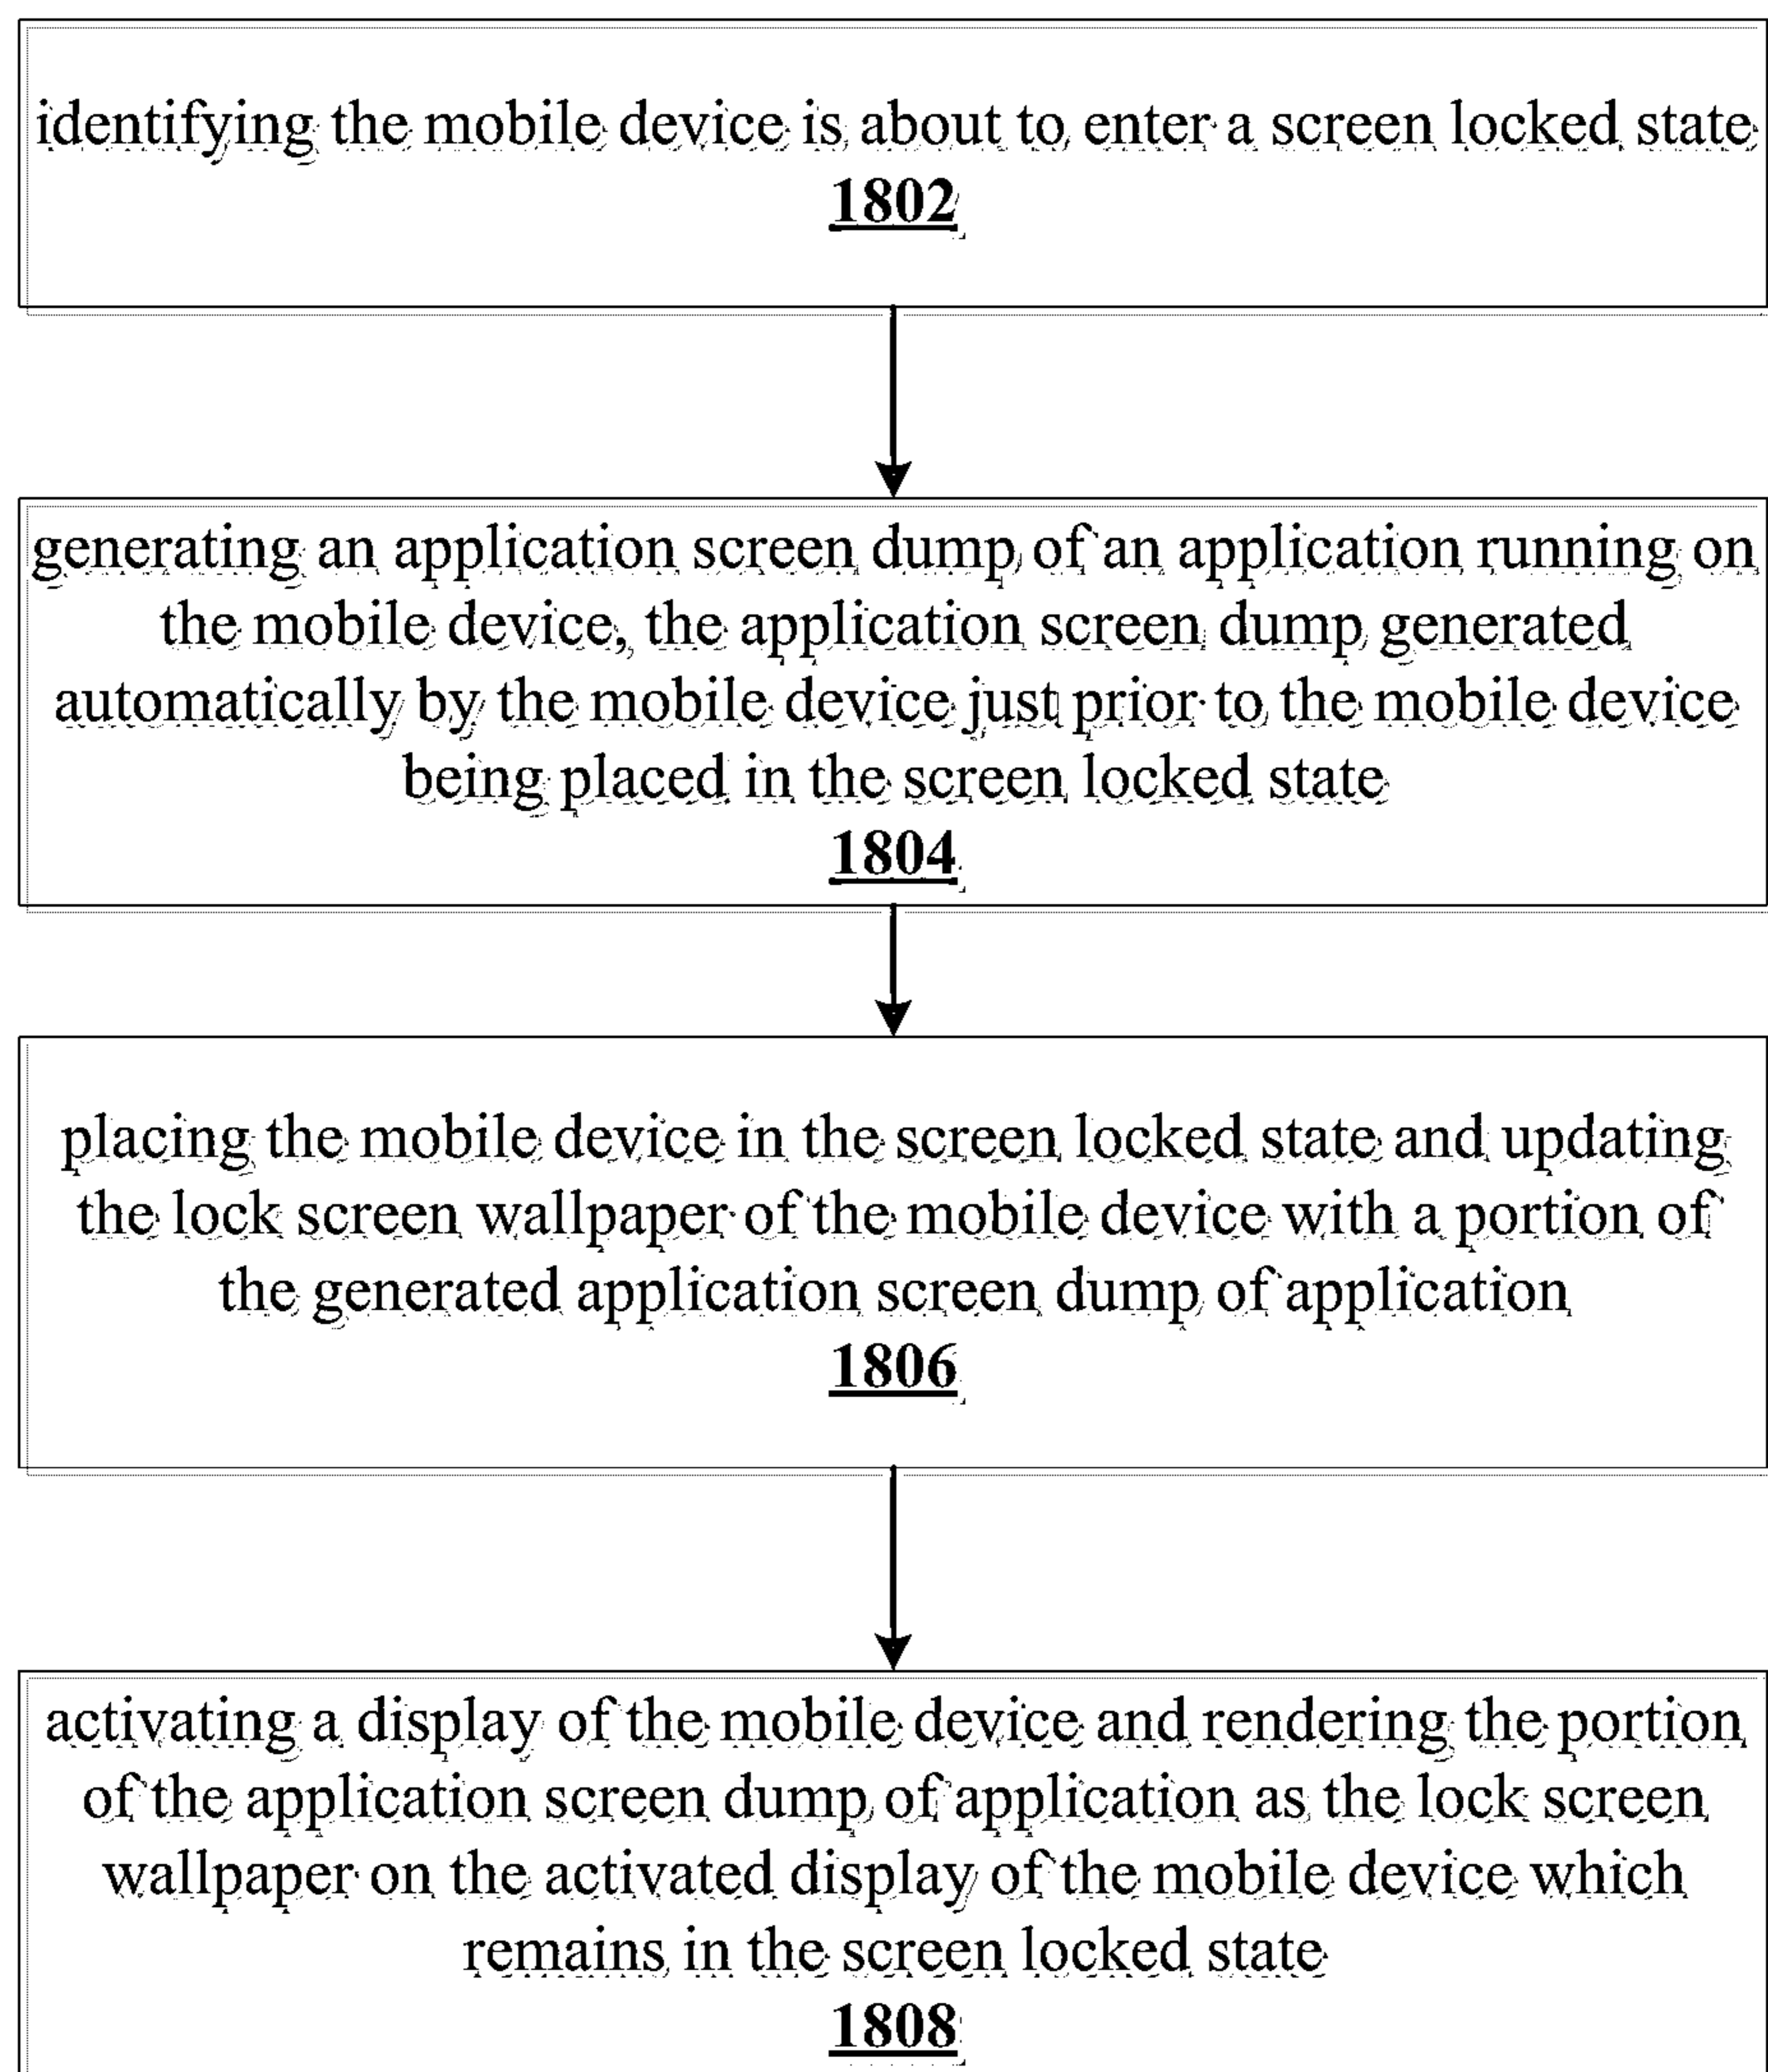 identifying the mobile device is about to enter a screen locked state
1802
generating an application screen dump of an application running on
the mobile device, the application screen dump generated
automatically by the mobile device just prior to the mobile device
being placed in the screen locked state
1804
placing the mobile device in the screen locked state and updating
the lock screen wallpaper of the mobile device with a portion of
the generated application screen dump of application
1806
activating a display of the mobile device and rendering the portion
of the application screen dump of application as the lock screen
wallpaper on the activated display of the mobile device which
remains in the screen locked state
1808